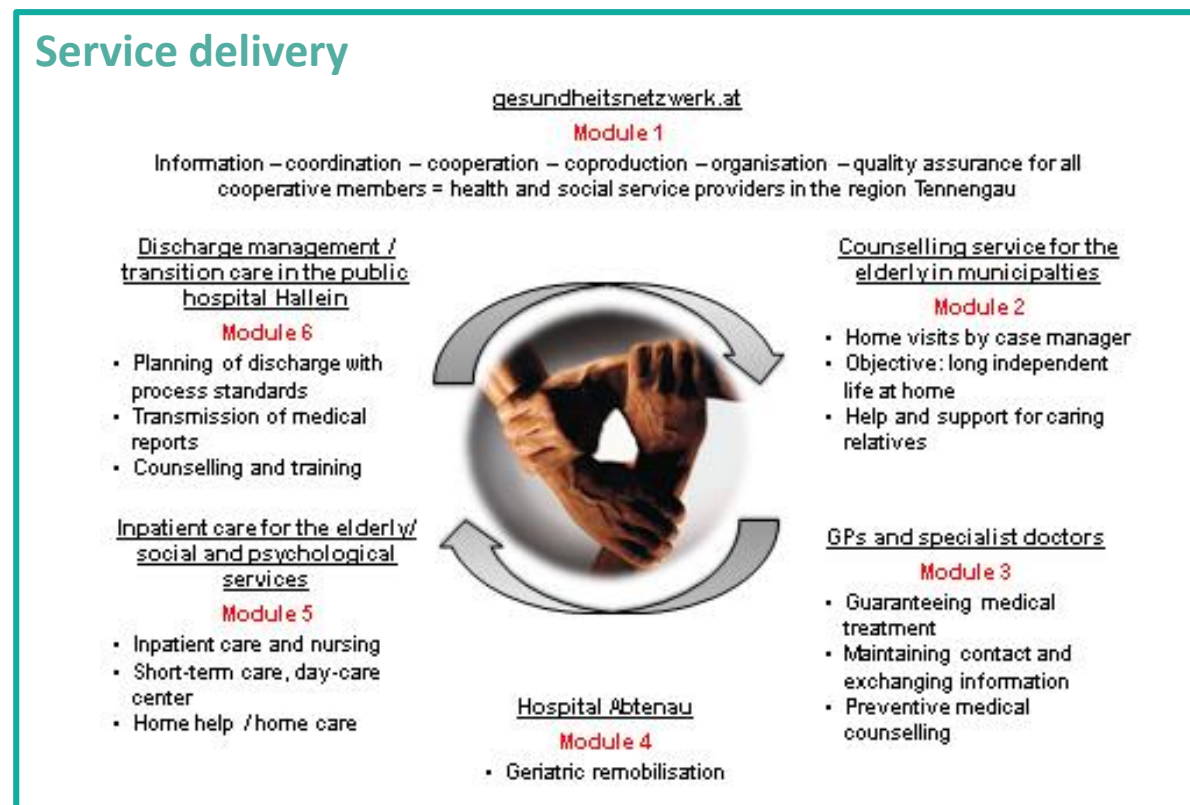 Service delivery
gesundheitsnetzwerk.at
Module 1
Information – coordination – cooperation – coproduction – organisation – quality assurance for all
cooperative members = health and social service providers in the region Tennengau
Discharge management /
transition care in the public
hospital Hallein
Module 6
• Planning of discharge with
process standards
• Transmission of medical
reports
• Counselling and training
Counselling service for the
elderly in municipalties
Module 2
• Home visits by case manager
• Objective: long independent
life at home
• Help and support for caring
relatives
Inpatient care for the elderly/
social and psychological
services
Module 5
• Inpatient care and nursing
• Short-term care, day-care
center
• Home help / home care
GPs and specialist doctors
Module 3
• Guaranteeing medical
treatment
• Maintaining contact and
exchanging information
• Preventive medical
counselling
Hospital Abtenau
Module 4
• Geriatric remobilisation